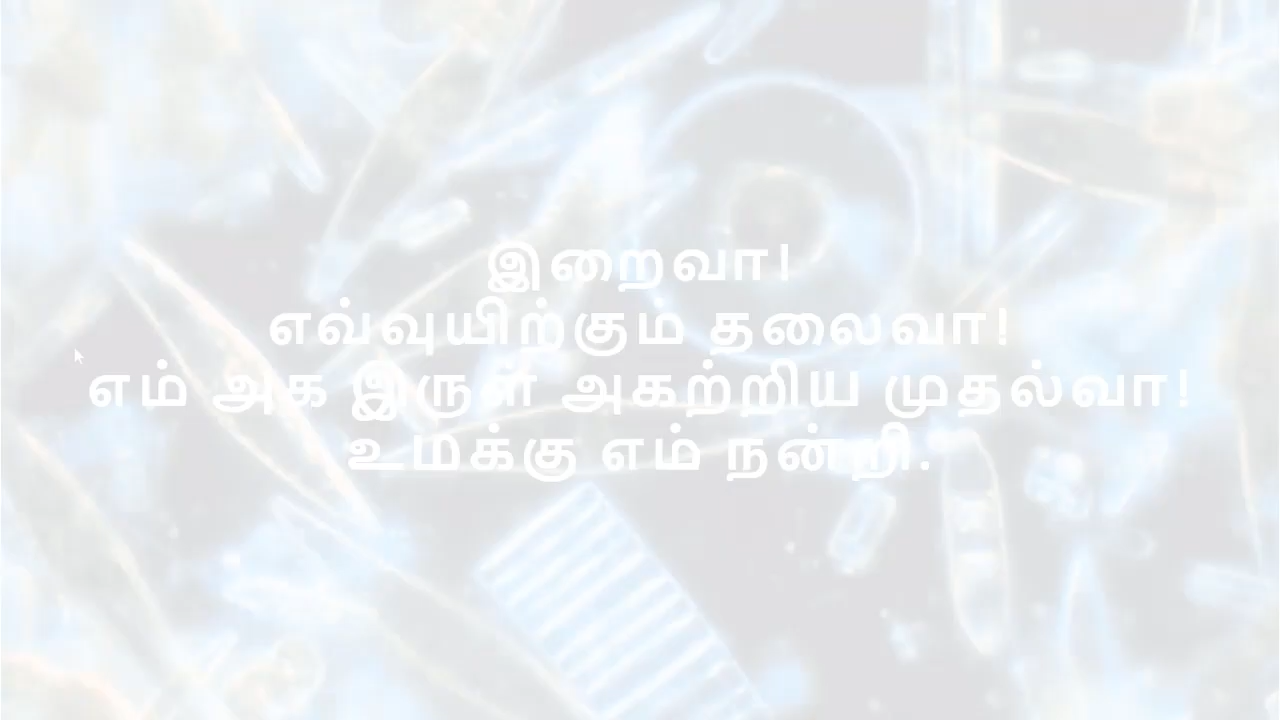 இறைவா!
எவ்வுயிற்கும் தலைவா!
எம் அக இருள் அகற்றிய முதல்வா!
உமக்கு எம் நன்றி.